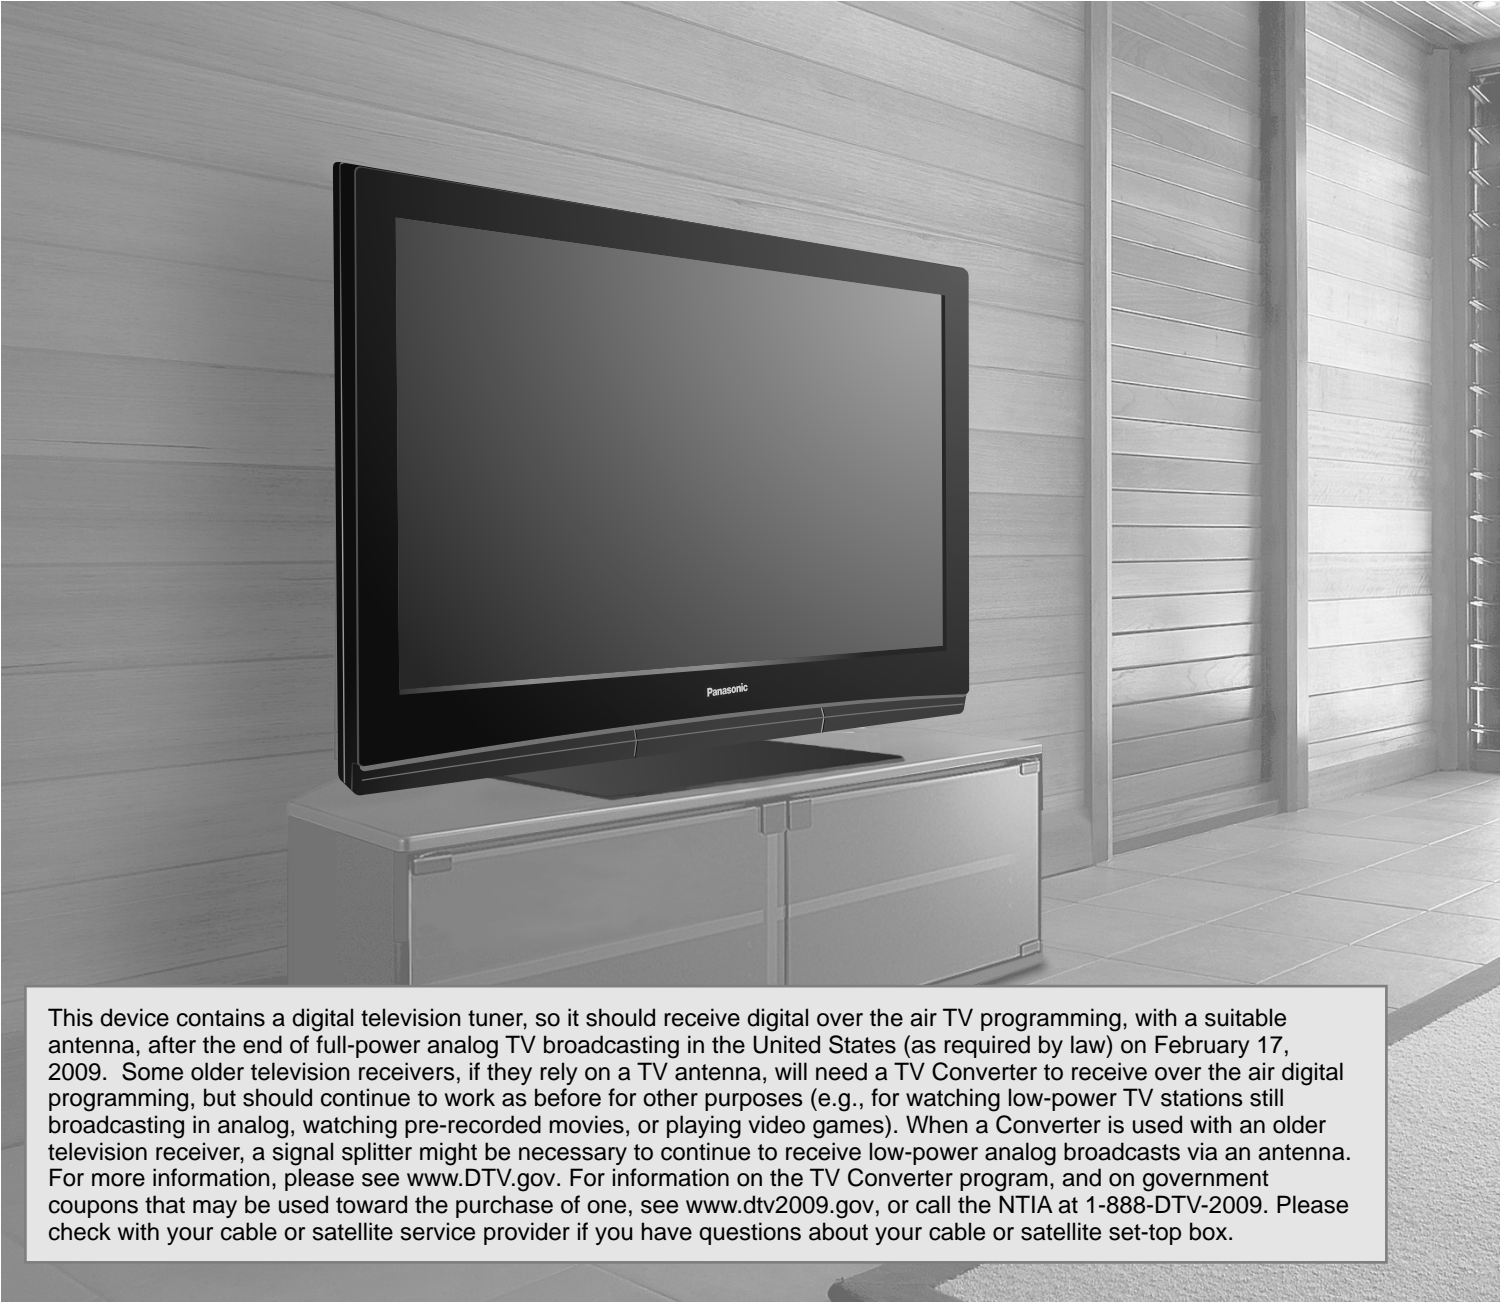 Panasonic
This device contains a digital television tuner, so it should receive digital over the air TV programming, with a suitable
antenna, after the end of full-power analog TV broadcasting in the United States (as required by law) on February 17,
2009.  Some older television receivers, if they rely on a TV antenna, will need a TV Converter to receive over the air digital
programming, but should continue to work as before for other purposes (e.g., for watching low-power TV stations still
broadcasting in analog, watching pre-recorded movies, or playing video games). When a Converter is used with an older
television receiver, a signal splitter might be necessary to continue to receive low-power analog broadcasts via an antenna.
For more information, please see www.DTV.gov. For information on the TV Converter program, and on government
coupons that may be used toward the purchase of one, see www.dtv2009.gov, or call the NTIA at 1-888-DTV-2009. Please
check with your cable or satellite service provider if you have questions about your cable or satellite set-top box.